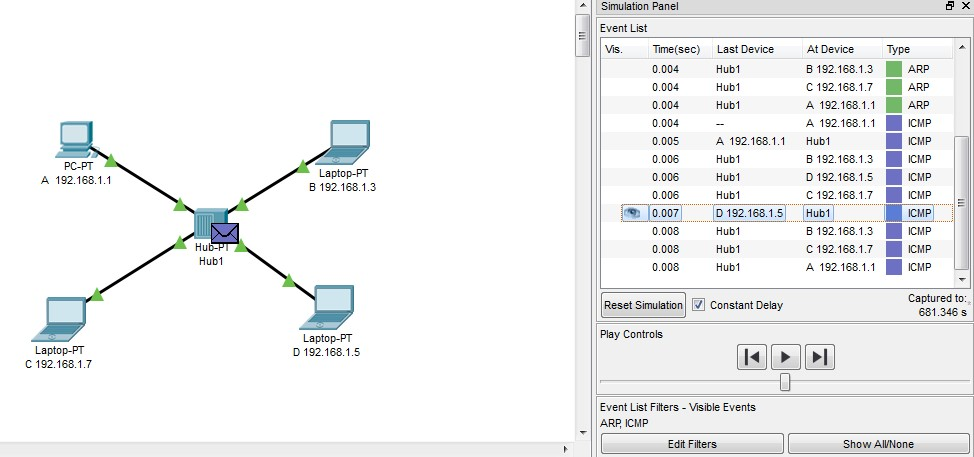 Simulation Panel
Event List
Vis. Time(sec) Last Device At Device Type
0.004 Hub1 B 192.168.1.3 ARP
0.004 Hub1 C 192.168.1.7 ARP
0.004 Hub1 A 192.168.1.1 ARP
0.004 -- A 192.168.1.1 ICMP
0.005 A 192.168.1.1 Hub1 ICMP
0.006 Hub1 B 192.168.1.3 ICMP
0.006 Hub1 D 192.168.1.5 ICMP
0.006 Hub1 C 192.168.1.7 ICMP
0.007 D 192.168.1.5 Hub1 ICMP
0.008 Hub1 B 192.168.1.3 ICMP
0.008 Hub1 C 192.168.1.7 ICMP
0.008 Hub1 A 192.168.1.1 ICMP
Reset Simulation Constant Delay
Captured to:
681.346 s
Play Controls
Event List Filters - Visible Events
ARP, ICMP
Edit Filters Show All/None
PC-PT
A 192.168.1.1
Laptop-PT
B 192.168.1.3
Hub-PT
Hub1
Laptop-PT
C 192.168.1.7
Laptop-PT
D 192.168.1.5